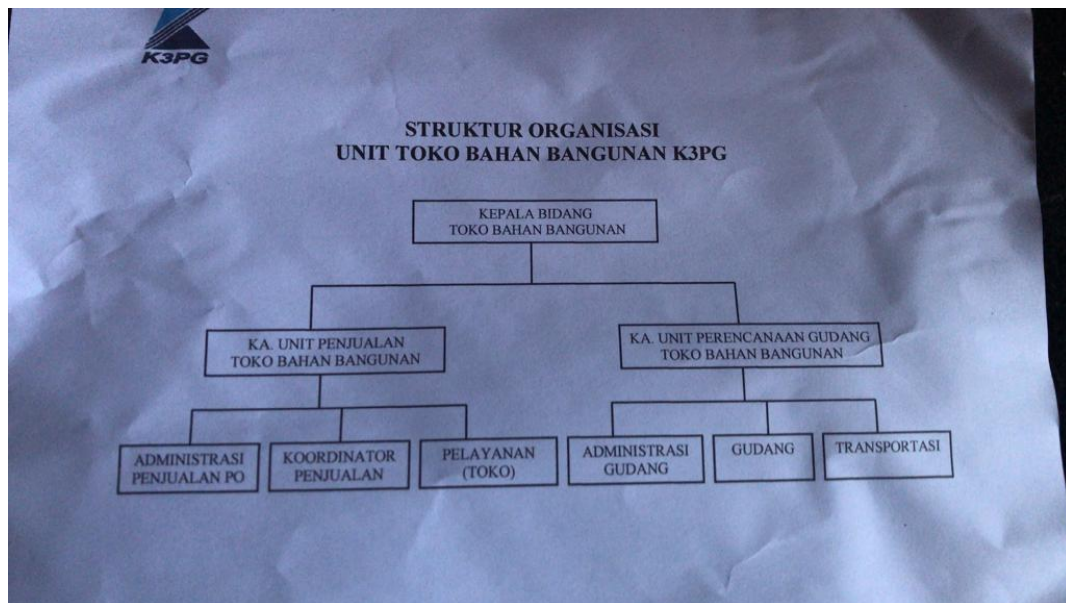 K3PG
STRUKTUR ORGANISASI
UNIT TOKO BAHAN BANGUNAN K3PG
KEPALA BIDANG
TOKO BAHAN BANGUNAN
KA. UNIT PENJUALAN
TOKO BAHAN BANGUNAN
KA. UNIT PERENCANAAN GUDANG
TOKO BAHAN BANGUNAN
ADMINISTRASI
PENJUALAN PO
KOORDINATOR
PENJUALAN
PELAYANAN
(TOKO)
ADMINISTRASI
GUDANG
GUDANG
TRANSPORTASI